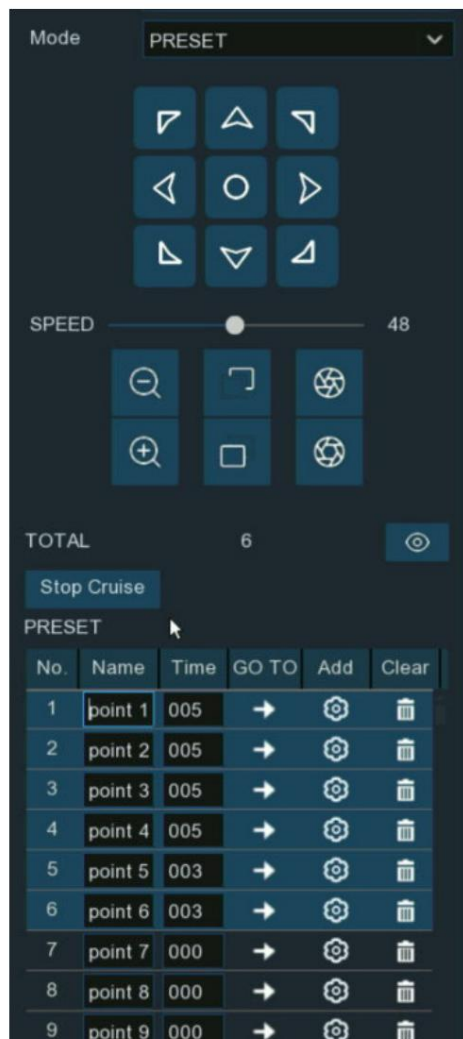 Mode PRESET
SPEED 48
TOTAL 6
Stop Cruise
PRESET
No. Name Time GO TO Add Clear
1 point 1 005
2 point 2 005
3 point 3 005
4 point 4 005
5 point 5 003
6 point 6 003
7 point 7 000
8 point 8 000
9 point 9 000